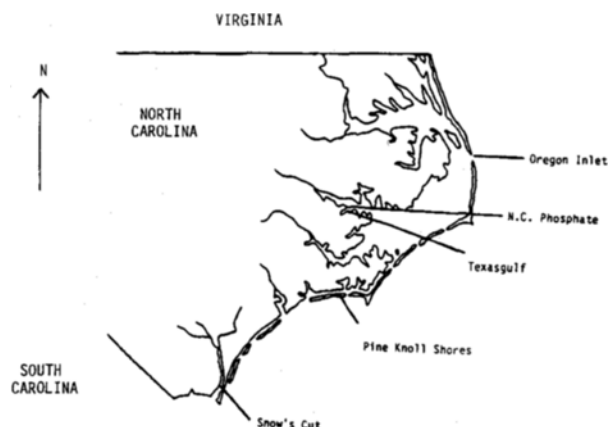 VIRGINIA
N
NORTH
CAROLINA
Oregon Inlet
N.C. Phosphate
Texasgulf
Pine Knoll Shores
SOUTH
CAROLINA
Snow's Cut